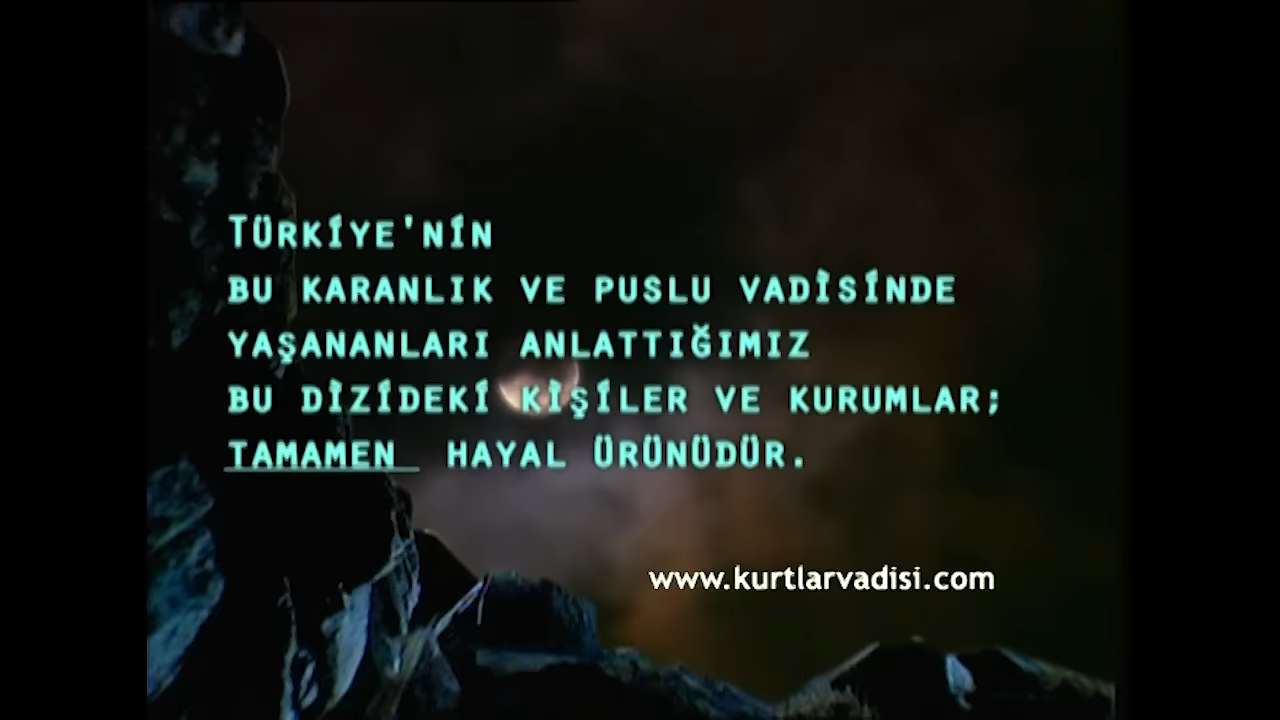 TÜRKİYE'NİN
BU KARANLIK VE PUSLU VADİSİNDE
YAŞANANLARI ANLATTIĞIMIZ
BU DİZİDEKİ KİŞİLER VE KURUMLAR;
TAMAMEN HAYAL ÜRÜNÜDÜR.
www.kurtlarvadisi.com